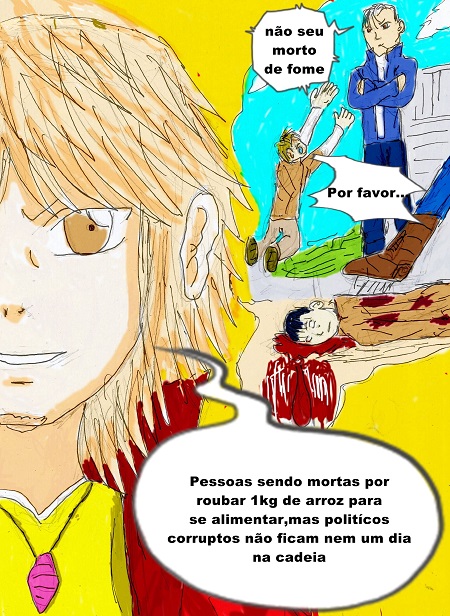 não seu
morto
de fome
Por favor..
Pessoas sendo mortas por
roubar 1kg de arroz para
se alimentar,mas politícos
corruptos não ficam nem um dia
na cadeia